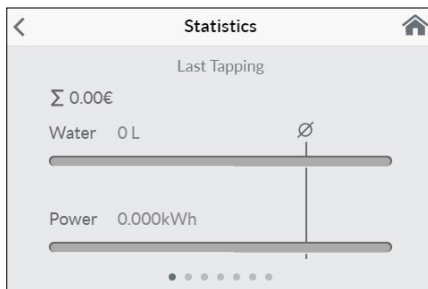 Statistics
Last Tapping
Σ 0.00€
Water 0 L Ø
Power 0.000kWh